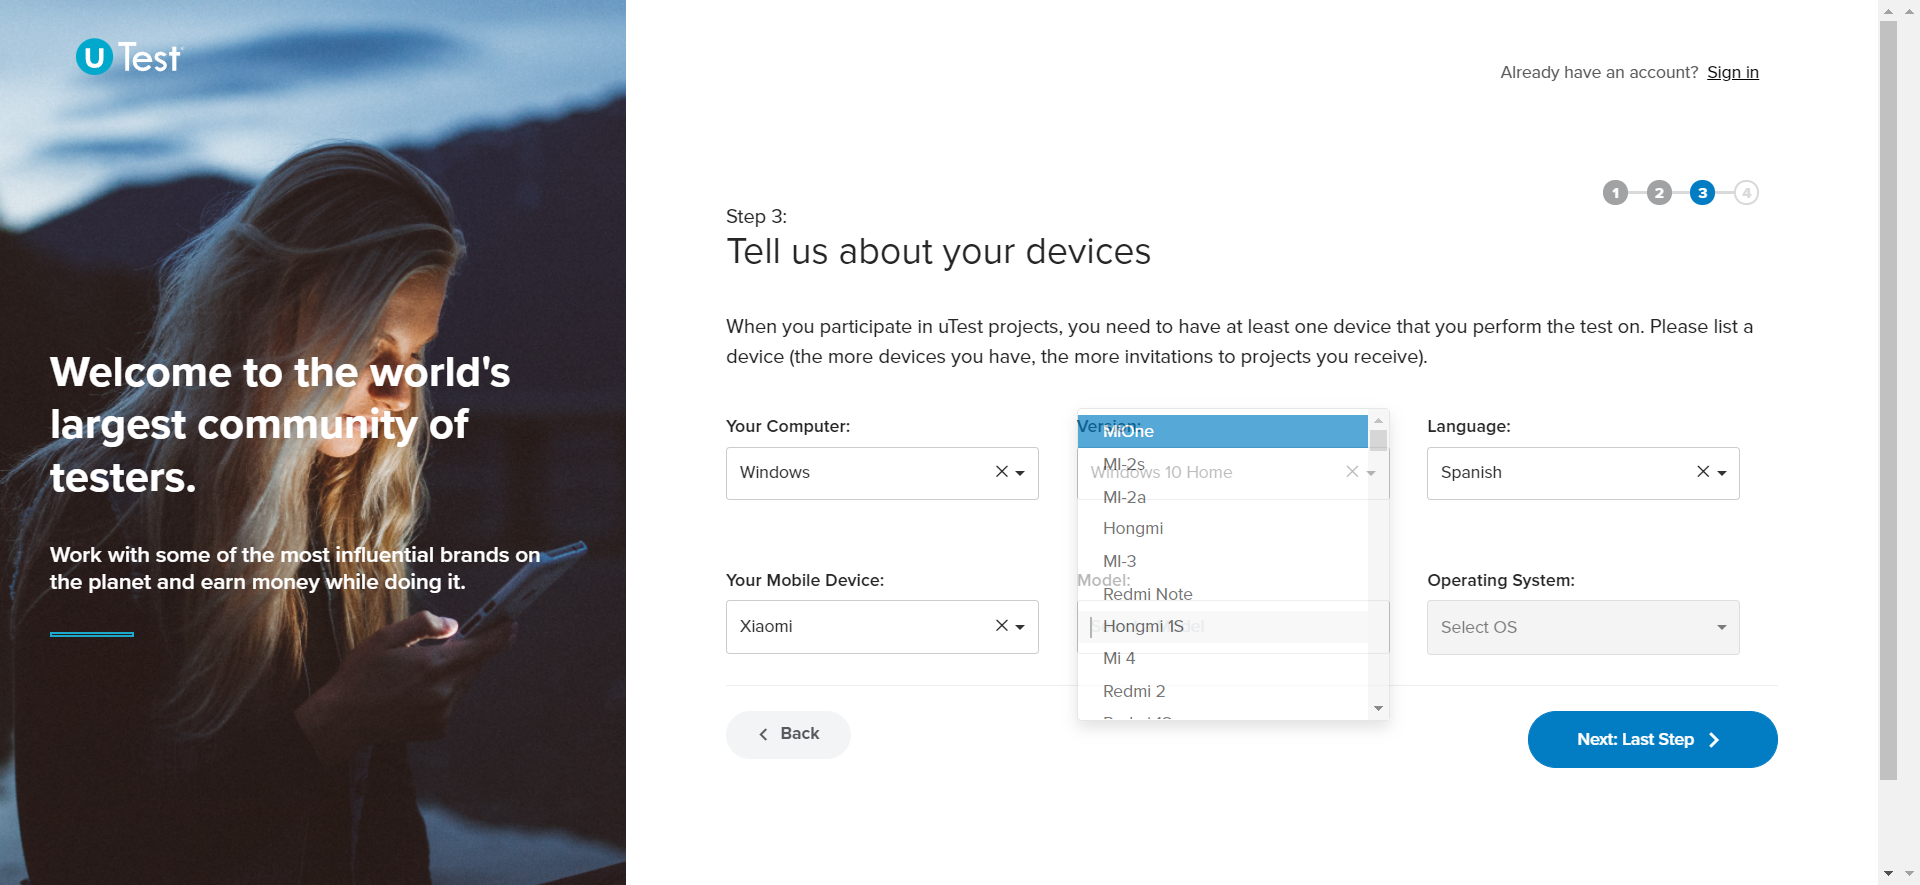 U Test
Already have an account? Sign in
1 2 3 4
Step 3:
Tell us about your devices
When you participate in uTest projects, you need to have at least one device that you perform the test on. Please list a
device (the more devices you have, the more invitations to projects you receive).
Welcome to the world's
largest community of
testers.
Work with some of the most influential brands on
the planet and earn money while doing it.
Your Computer:
Windows
Version:
Windows 10 Home
Language:
Spanish
Your Mobile Device:
Xiaomi
Model:
Operating System:
Select OS
MiOne
MI-2s
MI-2a
Hongmi
MI-3
Redmi Note
Hongmi 1S
Mi 4
Redmi 2
Back
Next: Last Step